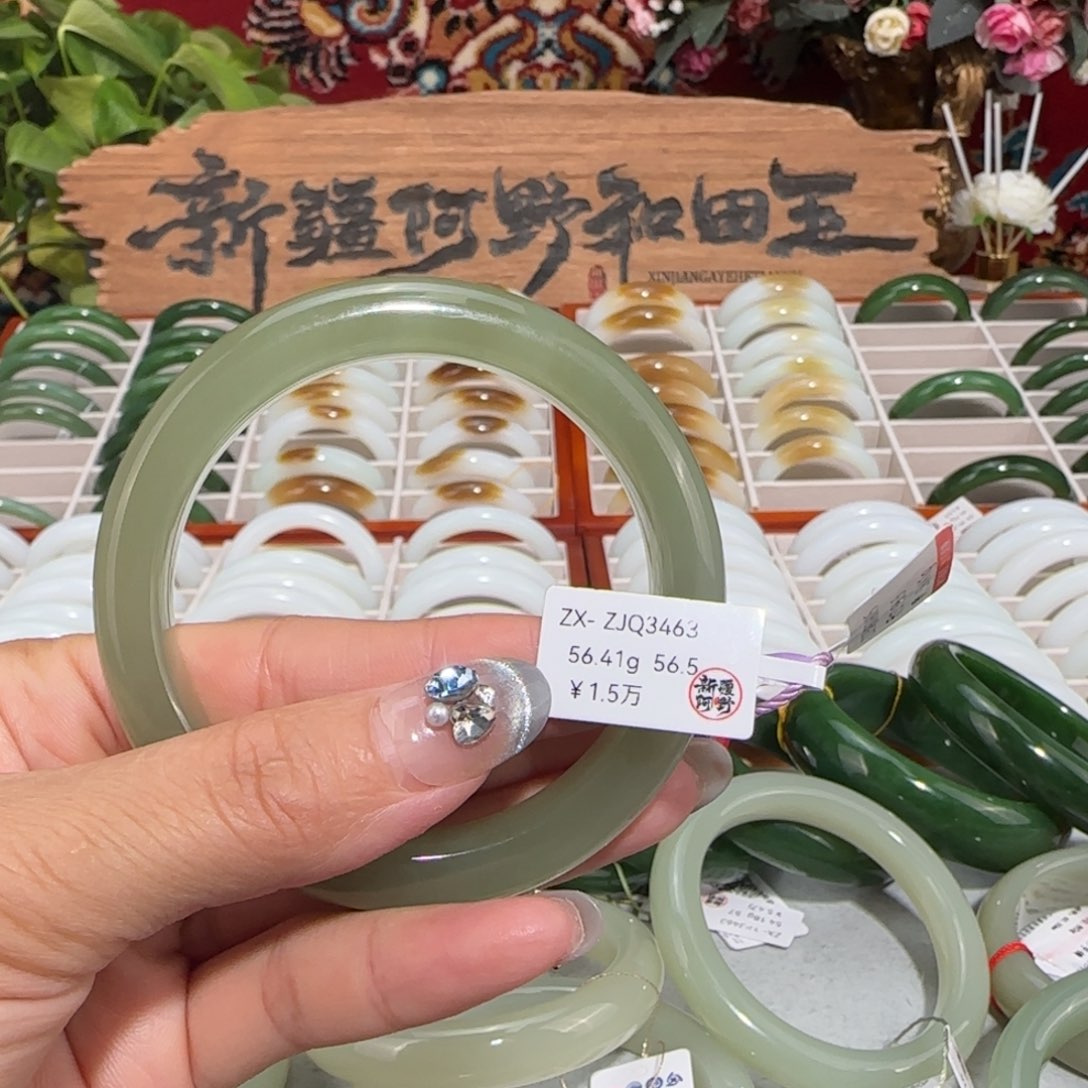 新疆阿野和田玉
XINJIANGAYEHETIANYU
ZX- ZJQ3463
56.41g 56.5
¥1.5万
新疆
阿野